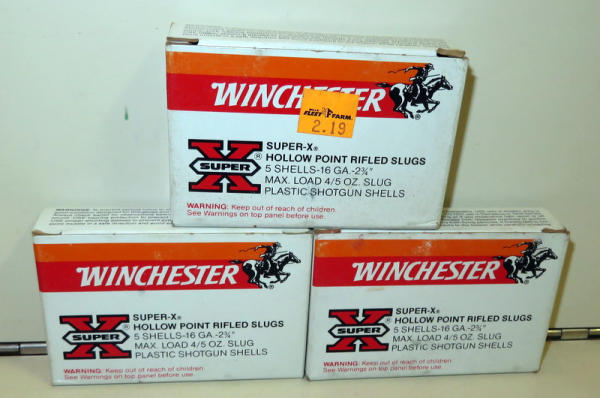 WINCHESTER
MILLS
FLEET FARM
2.19
X
SUPER
®
SUPER-X®
HOLLOW POINT RIFLED SLUGS
5 SHELLS-16 GA.-2¾"
MAX. LOAD 4/5 OZ. SLUG
PLASTIC SHOTGUN SHELLS
WARNING: Keep out of reach of children.
See Warnings on top panel before use.
WINCHESTER
X
SUPER
®
SUPER-X®
HOLLOW POINT RIFLED SLUGS
5 SHELLS-16 GA-2¾"
MAX. LOAD 4/5 OZ. SLUG
PLASTIC SHOTGUN SHELLS
WARNING: Keep out of reach of children.
See Warnings on top panel before use.
WINCHESTER
X
SUPER
®
SUPER-X®
HOLLOW POINT RIFLED SLUGS
5 SHELLS-16 GA.-2¾"
MAX. LOAD 4/5 OZ. SLUG
PLASTIC SHOTGUN SHELLS
WARNING: Keep out of reach of children.
See Warnings on top panel before use.